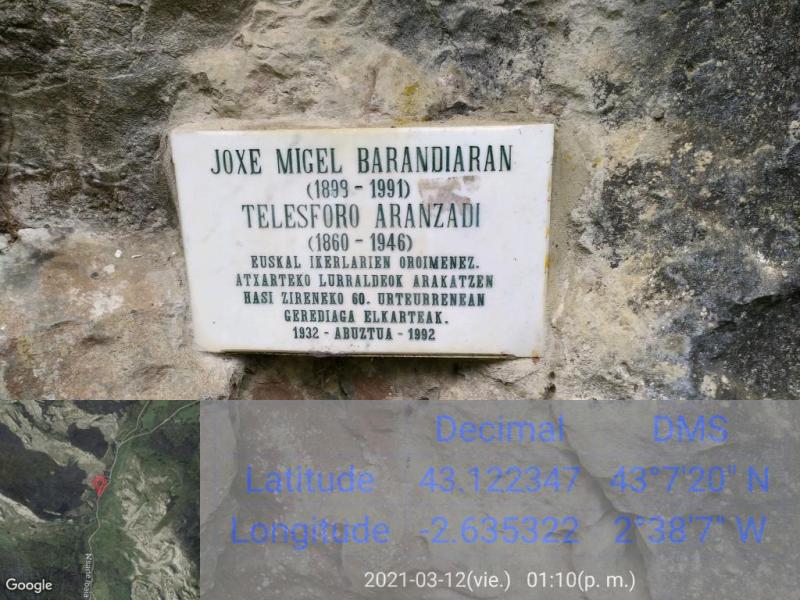 JOXE MIGEL BARANDIARAN
(1899 - 1991)
TELESFORO ARANZADI
(1860 - 1946)
EUSKAL IKERLARIEN OROIMENEZ.
ATXARTEKO LURRALDEOK ARAKATZEN
HASI ZIRENEKO 60. URTEURRENEAN
GEREDIAGA ELKARTEAK.
1932 - ABUZTUA - 1992
Decimal DMS
Latitude 43.122347 43°7'20" N
Longitude -2.635322 2°38'7" W
2021-03-12(vie.) 01:10(p. m.)
Google